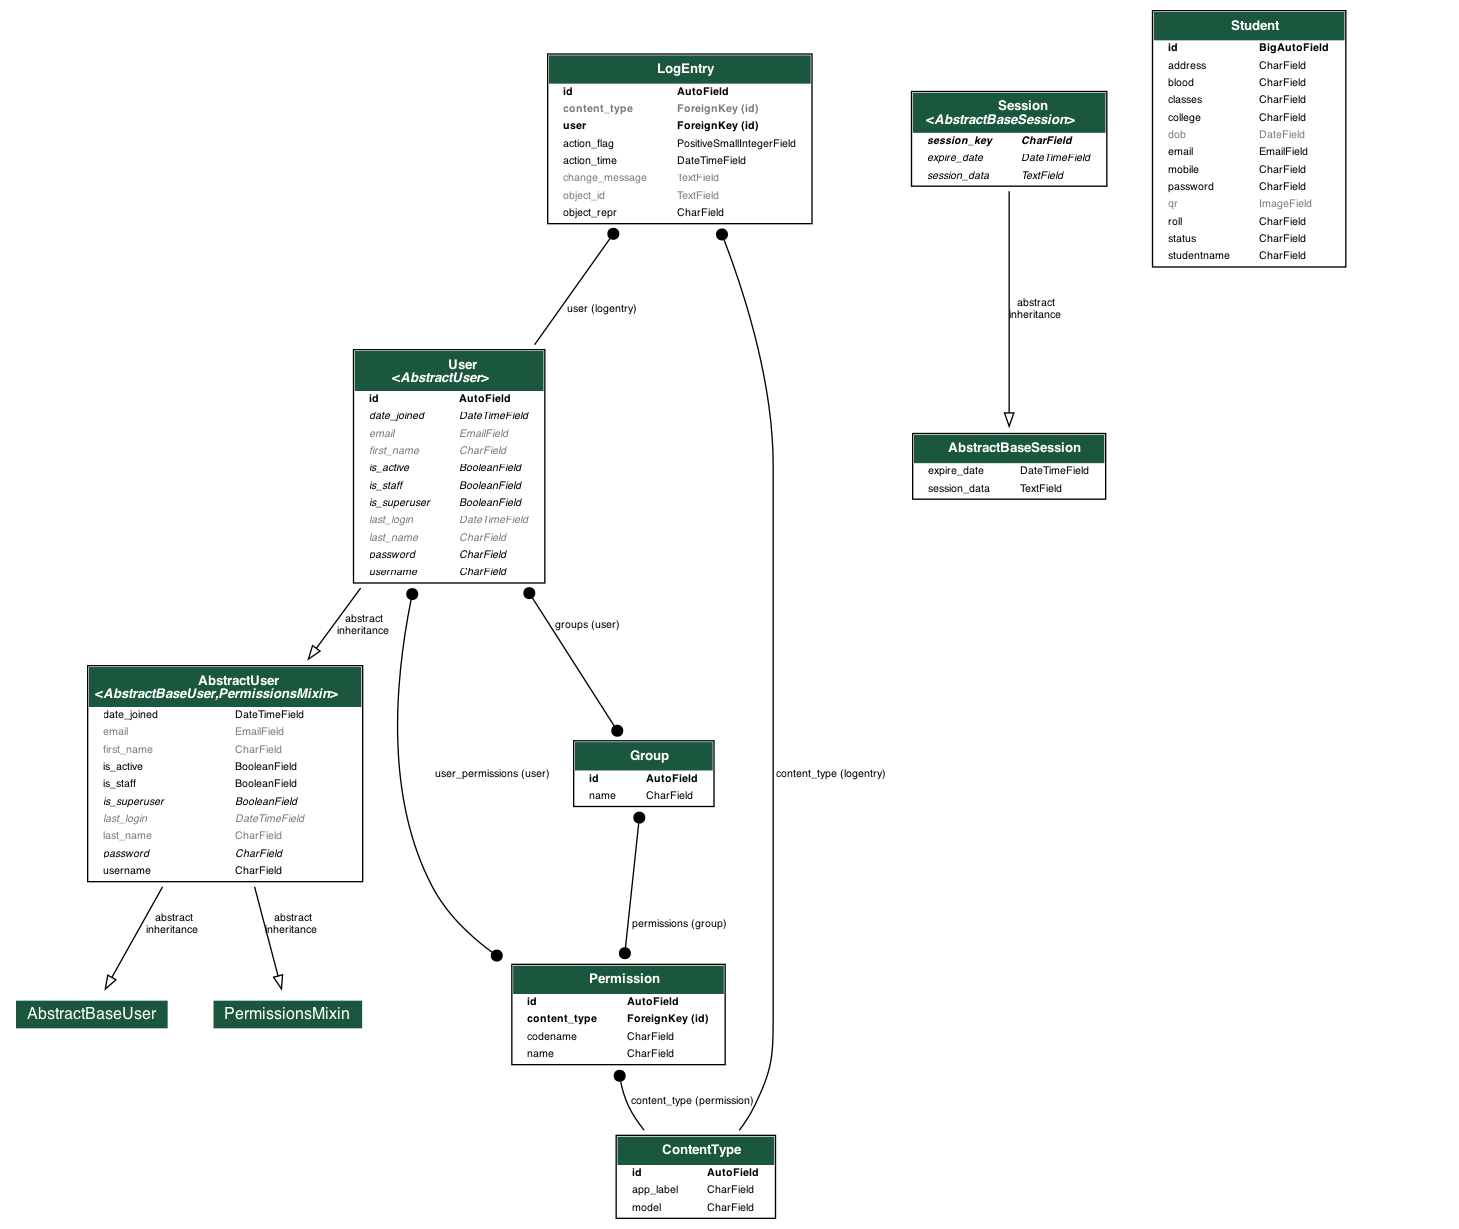 Student
id BigAutoField
address CharField
blood CharField
classes CharField
college CharField
dob DateField
email EmailField
mobile CharField
password CharField
qr ImageField
roll CharField
status CharField
studentname CharField
LogEntry
id AutoField
content_type ForeignKey (id)
user ForeignKey (id)
action_flag PositiveSmallIntegerField
action_time DateTimeField
change_message TextField
object_id TextField
object_repr CharField
Session
<AbstractBaseSession>
session_key CharField
expire_date DateTimeField
session_data TextField
user (logentry)
abstract
inheritance
User
<AbstractUser>
id AutoField
date_joined DateTimeField
email EmailField
first_name CharField
is_active BooleanField
is_staff BooleanField
is_superuser BooleanField
last_login DateTimeField
last_name CharField
password CharField
username CharField
AbstractBaseSession
expire_date DateTimeField
session_data TextField
abstract
inheritance
groups (user)
AbstractUser
<AbstractBaseUser,PermissionsMixin>
date_joined DateTimeField
email EmailField
first_name CharField
is_active BooleanField
is_staff BooleanField
is_superuser BooleanField
last_login DateTimeField
last_name CharField
password CharField
username CharField
user_permissions (user)
Group
id AutoField
name CharField
content_type (logentry)
abstract
inheritance
abstract
inheritance
permissions (group)
AbstractBaseUser
PermissionsMixin
Permission
id AutoField
content_type ForeignKey (id)
codename CharField
name CharField
content_type (permission)
ContentType
id AutoField
app_label CharField
model CharField